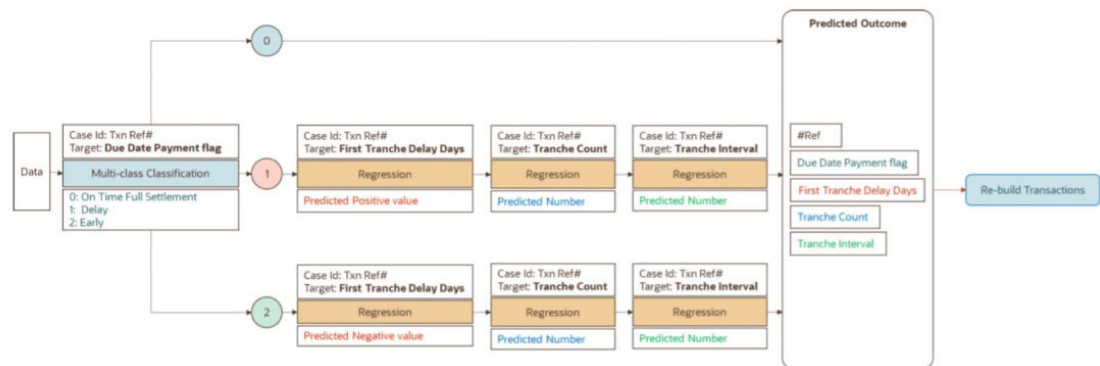 Predicted Outcome
0
Data
Case Id: Txn Ref#
Target: Due Date Payment flag
Multi-class Classification
0: On Time Full Settlement
1: Delay
2: Early
1
Case Id: Txn Ref#
Target: First Tranche Delay Days
Regression
Predicted Positive value
Case Id: Txn Ref#
Target: Tranche Count
Regression
Predicted Number
Case Id: Txn Ref#
Target: Tranche Interval
Regression
Predicted Number
2
Case Id: Txn Ref#
Target: First Tranche Delay Days
Regression
Predicted Negative value
Case Id: Txn Ref#
Target: Tranche Count
Regression
Predicted Number
Case Id: Txn Ref#
Target: Tranche Interval
Regression
Predicted Number
#Ref
Due Date Payment flag
First Tranche Delay Days
Tranche Count
Tranche Interval
Re-build Transactions